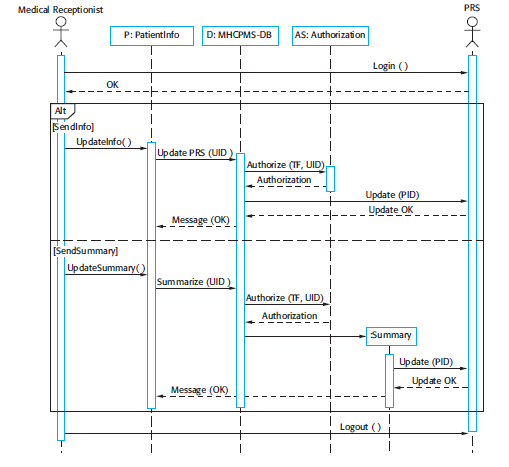 Medical Receptionist
PRS
P: PatientInfo
D: MHCPMS-DB
AS: Authorization
Login ( )
OK
Alt
[SendInfo]
UpdateInfo( )
Update PRS (UID )
Authorize (TF, UID)
Authorization
Update (PID)
Update OK
Message (OK)
[SendSummary]
UpdateSummary( )
Summarize (UID )
Authorize (TF, UID)
Authorization
:Summary
Update (PID)
Update OK
Message (OK)
Logout ( )